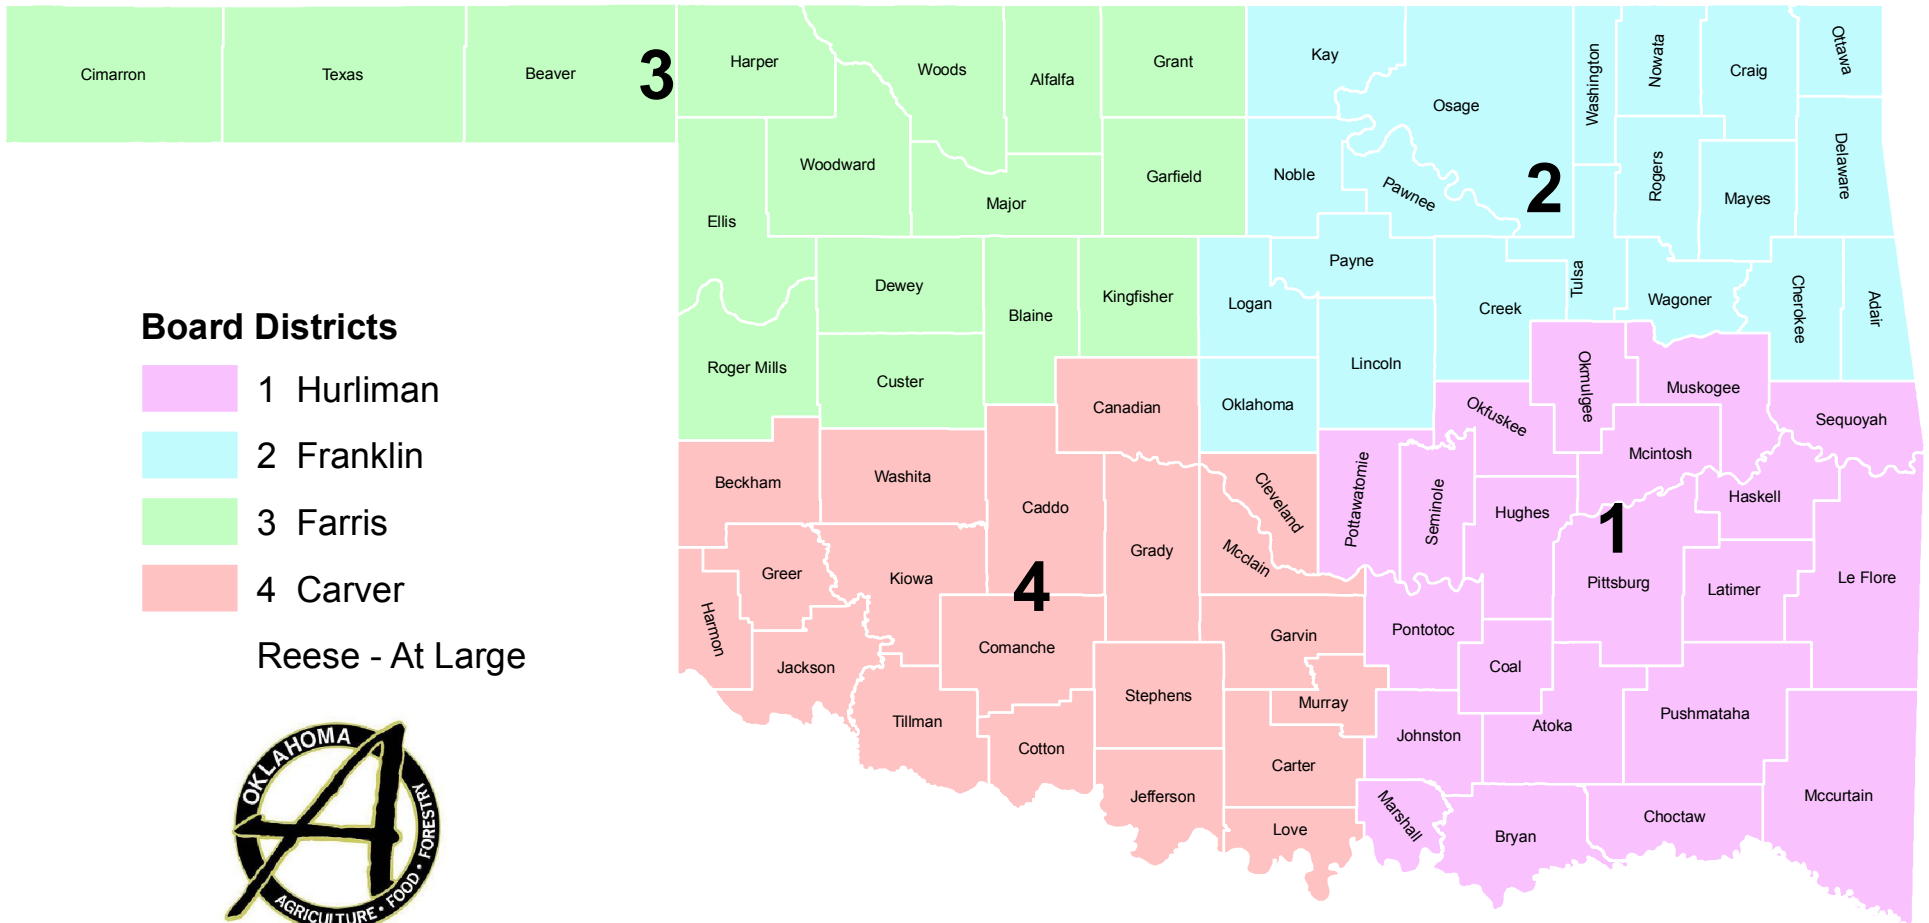 Cimarron
Texas
Beaver
3
Harper
Woods
Alfalfa
Grant
Kay
Osage
Washington
Nowata
Craig
Ottawa
Woodward
Ellis
Major
Garfield
Noble
Pawnee
2
Rogers
Mayes
Delaware
Dewey
Blaine
Kingfisher
Logan
Payne
Creek
Tulsa
Wagoner
Cherokee
Adair
Roger Mills
Custer
Canadian
Oklahoma
Lincoln
Okfuskee
Okmulgee
Muskogee
Sequoyah
Beckham
Washita
Caddo
Grady
Cleveland
Mcclain
Pottawatomie
Seminole
Hughes
Mcintosh
Haskell
1
Pittsburg
Latimer
Le Flore
Harmon
Greer
Kiowa
4
Comanche
Garvin
Pontotoc
Coal
Jackson
Tillman
Cotton
Stephens
Murray
Johnston
Atoka
Pushmataha
Jefferson
Carter
Love
Marshall
Bryan
Choctaw
Mccurtain
Board Districts
1 Hurliman
2 Franklin
3 Farris
4 Carver
Reese - At Large
OKLAHOMA
A
AGRICULTURE • FOOD • FORESTRY